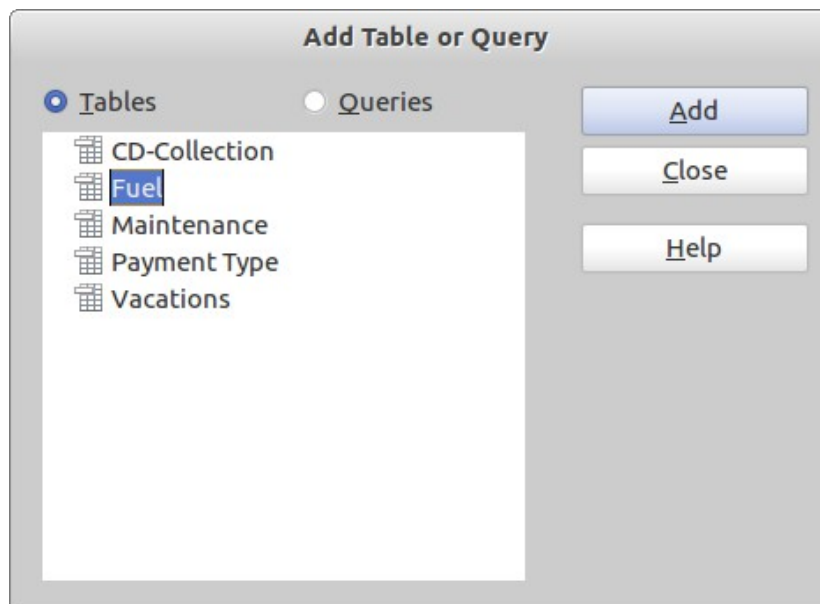 Add Table or Query
Tables
Queries
Add
CD-Collection
Close
Fuel
Maintenance
Help
Payment Type
Vacations